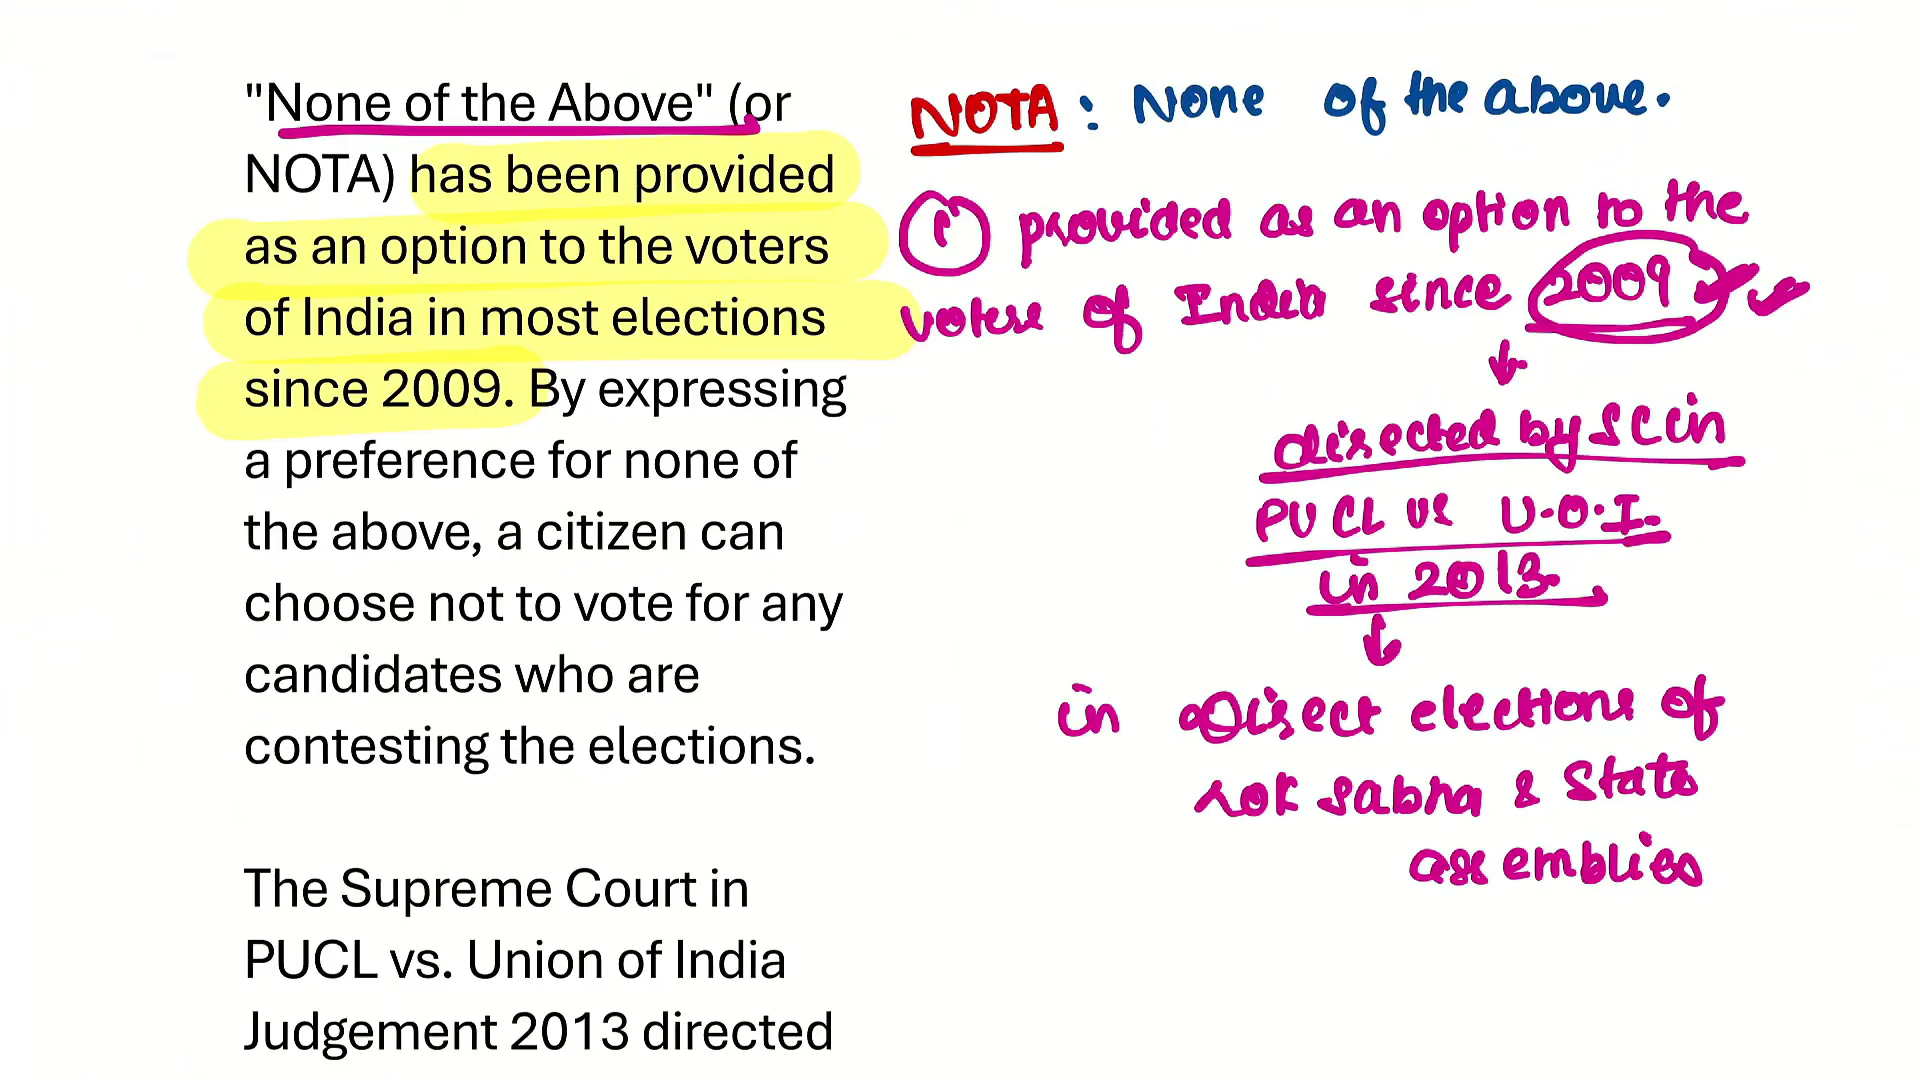 "None of the Above" (or
NOTA) has been provided
as an option to the voters
of India in most elections
since 2009. By expressing
a preference for none of
the above, a citizen can
choose not to vote for any
candidates who are
contesting the elections.
The Supreme Court in
PUCL vs. Union of India
Judgement 2013 directed
NOTA : None of the above.
① provided as an option to the
voters of India since 2009
↓
directed by SC in
PUCL vs U.O.I.
in 2013.
↓
in Direct elections of
lok sabha & State
assemblies